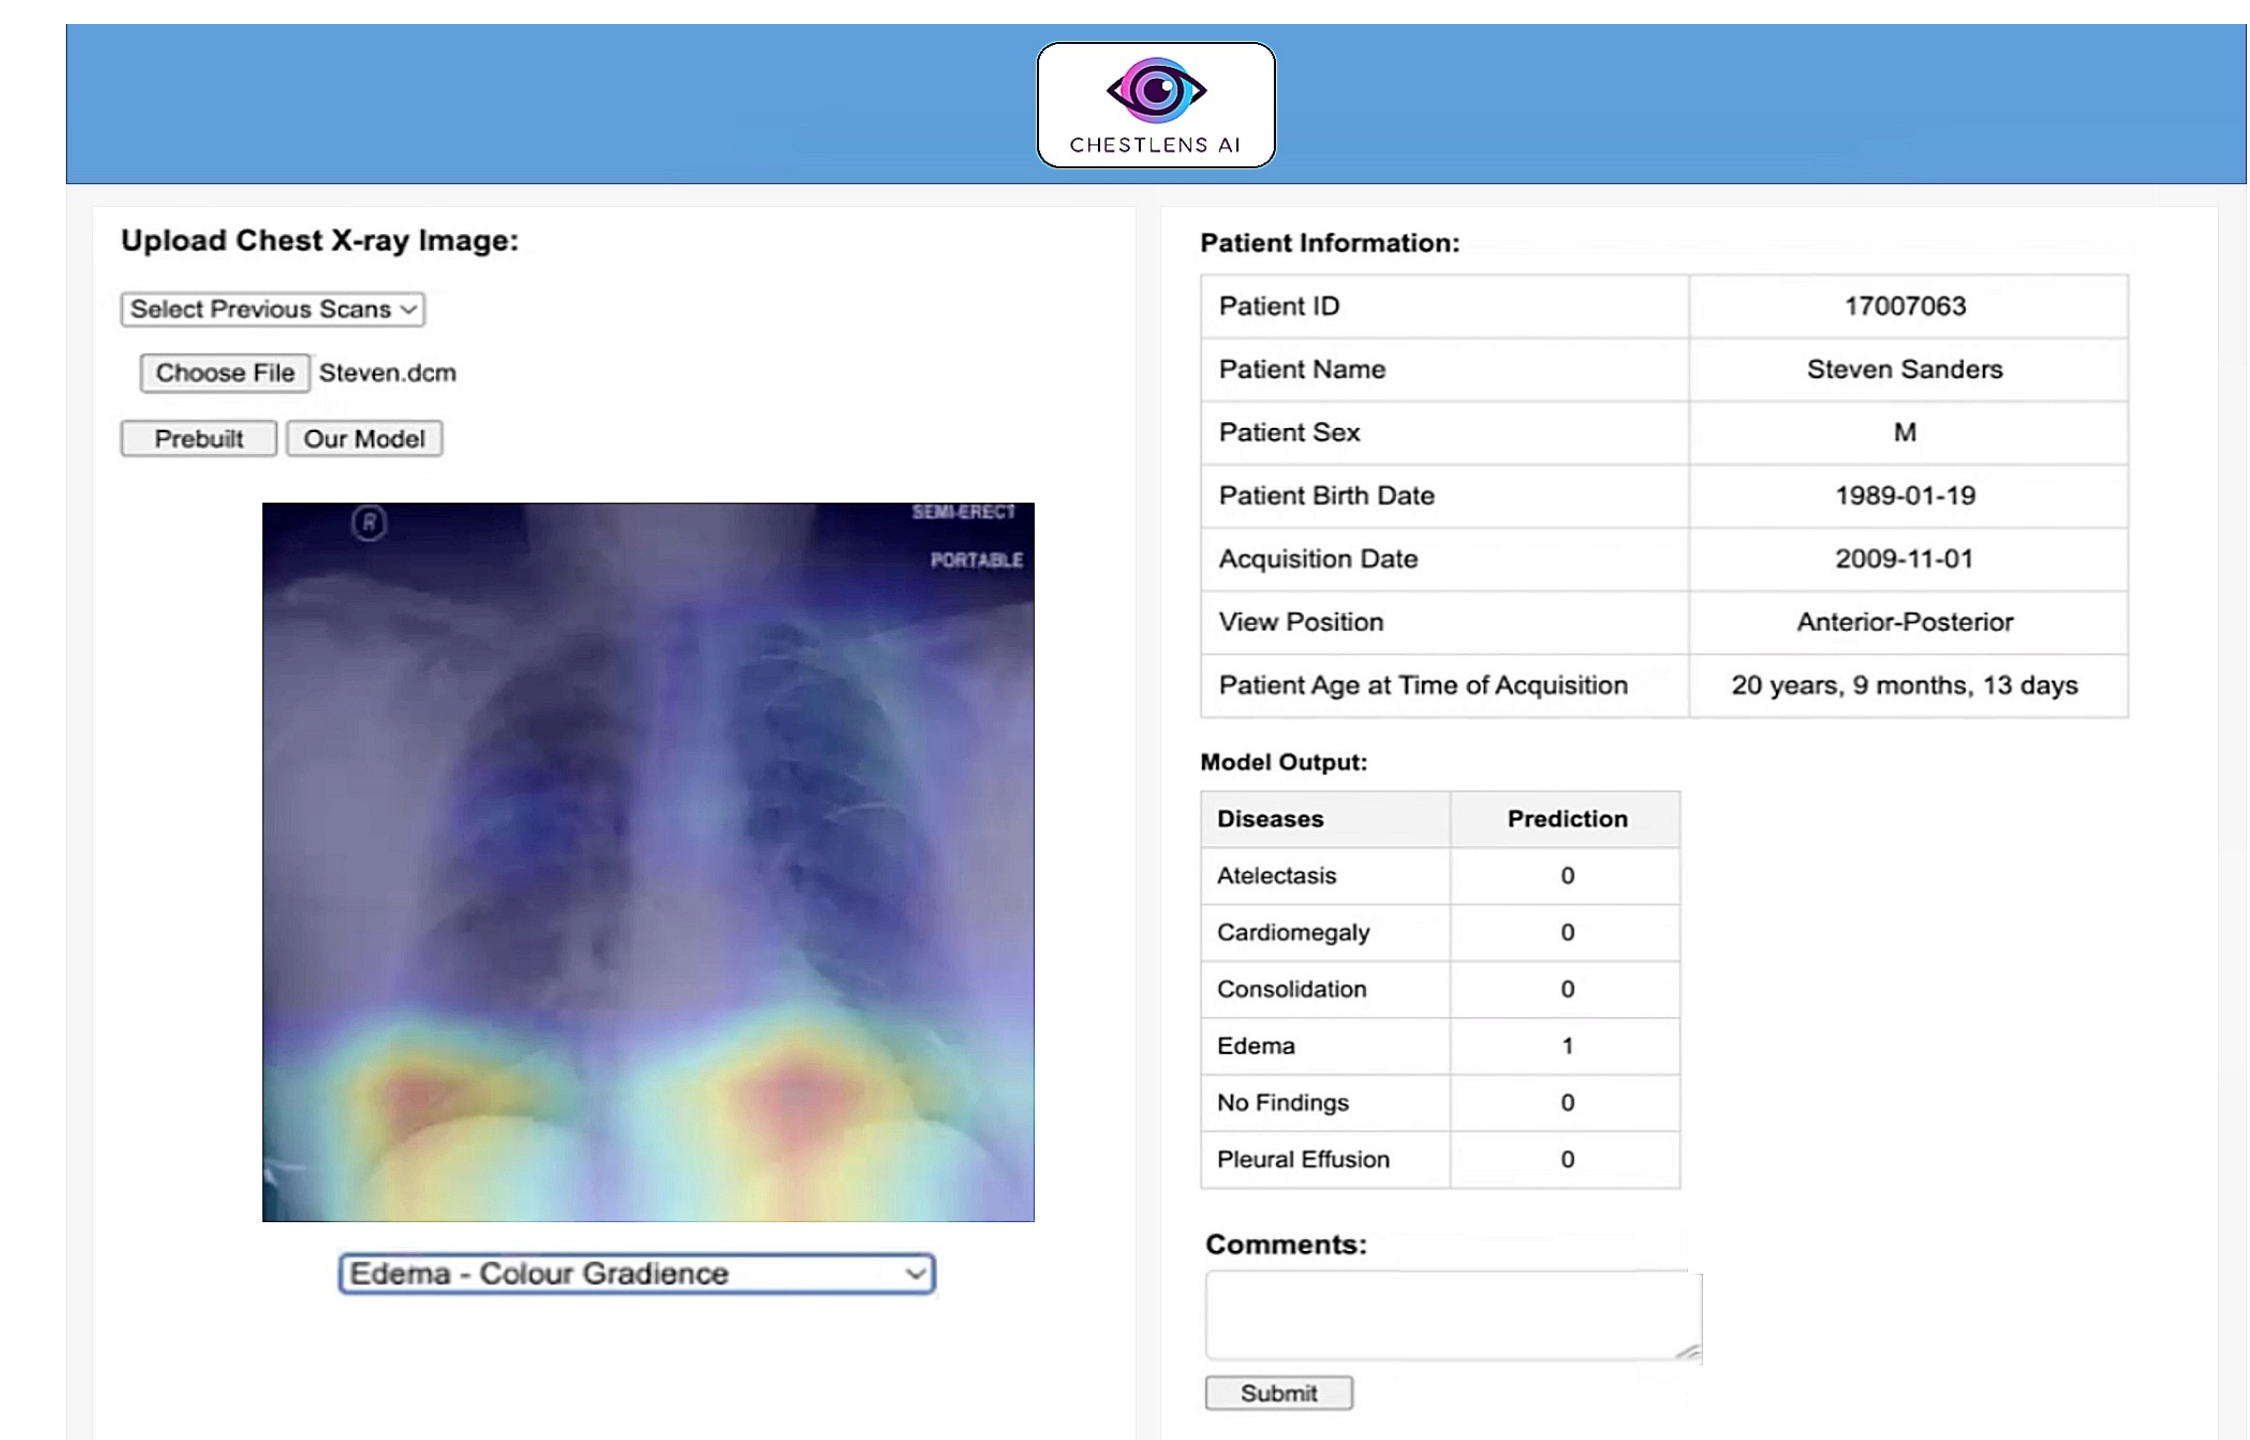 CHESTLENS AI
Upload Chest X-ray Image:
Select Previous Scans
Choose File Steven.dcm
Prebuilt Our Model
R
SEMI-ERECT
PORTABLE
Edema - Colour Gradience
Patient Information:
Patient ID 17007063
Patient Name Steven Sanders
Patient Sex M
Patient Birth Date 1989-01-19
Acquisition Date 2009-11-01
View Position Anterior-Posterior
Patient Age at Time of Acquisition 20 years, 9 months, 13 days
Model Output:
Diseases Prediction
Atelectasis 0
Cardiomegaly 0
Consolidation 0
Edema 1
No Findings 0
Pleural Effusion 0
Comments:
Submit